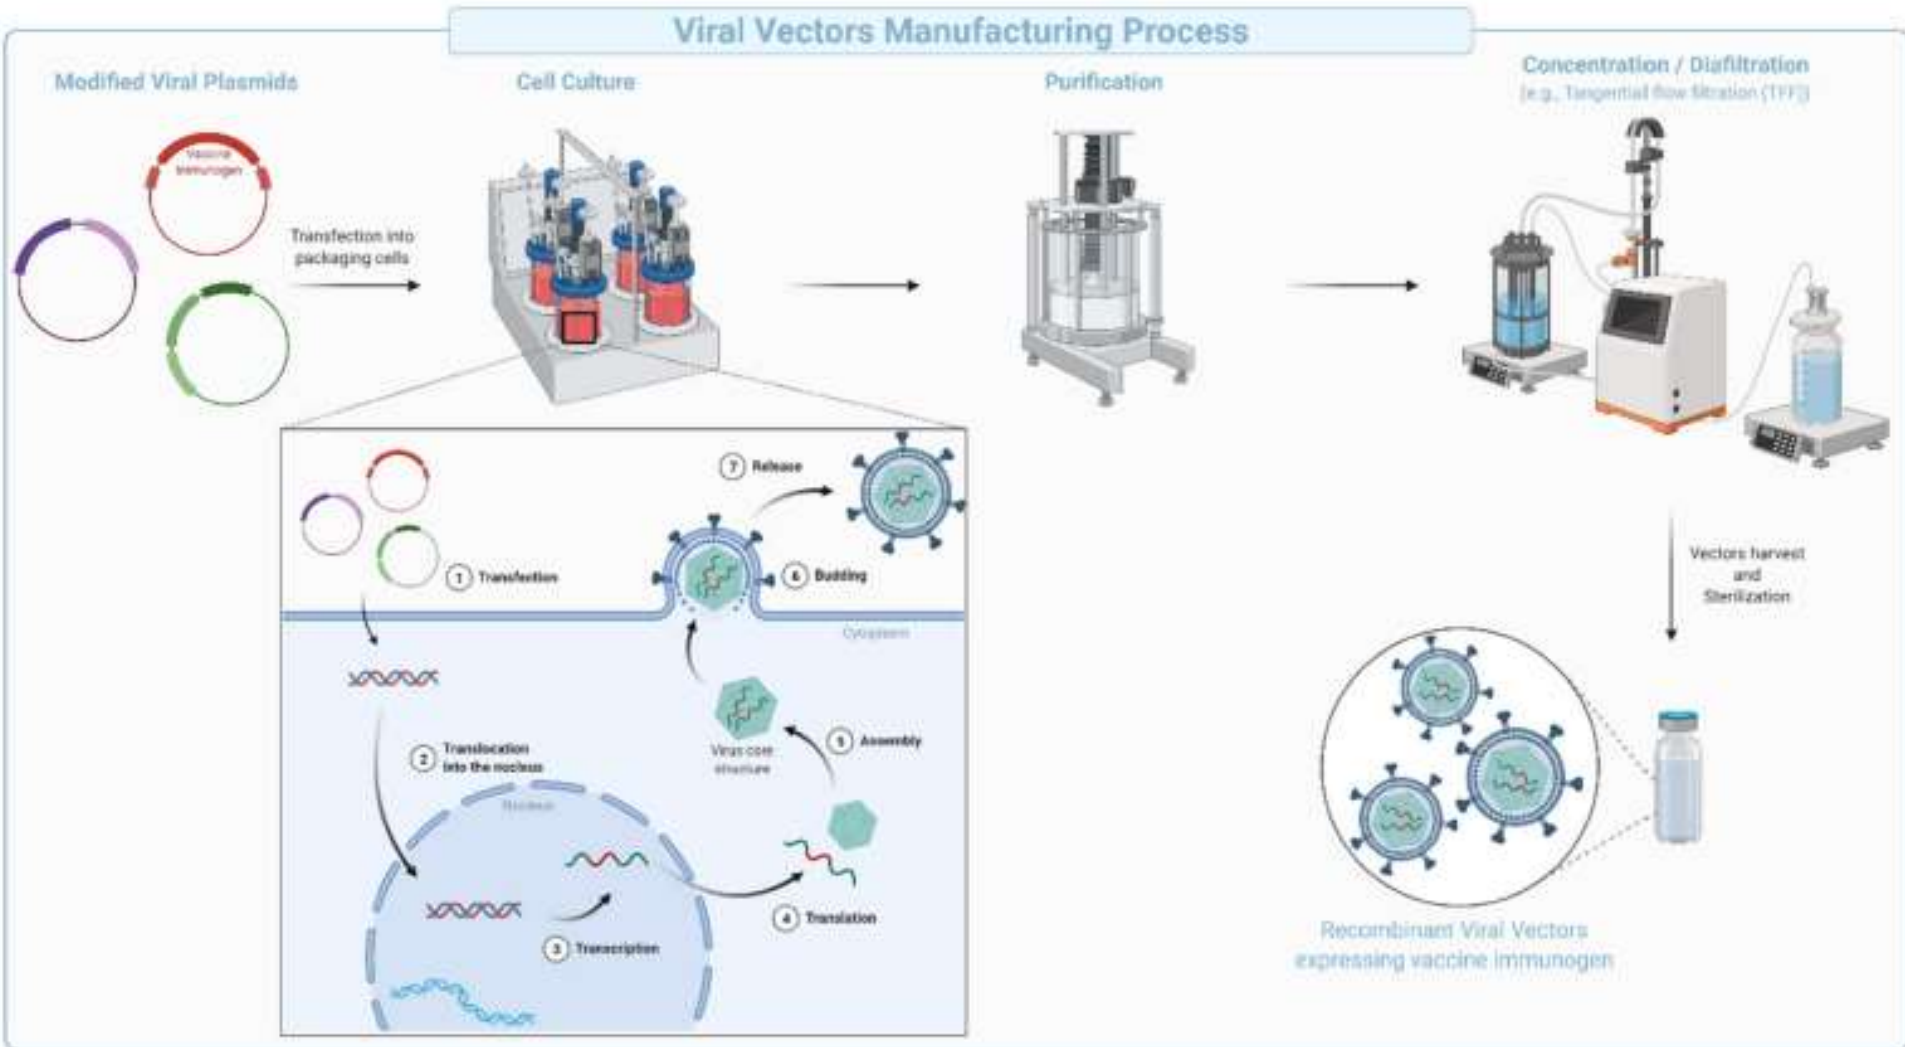 Viral Vectors Manufacturing Process
Modified Viral Plasmids
Cell Culture
Purification
Concentration / Diafiltration
(e.g., Tangential flow filtration (TFF))
Vaccine
Immunogen
Transfection into
packaging cells
7 Release
1 Transfection
6 Budding
Cytoplasm
Vectors harvest
and
Sterilization
2 Translocation
into the nucleus
Virus core
structure
5 Assembly
Nucleus
3 Transcription
4 Translation
Recombinant Viral Vectors
expressing vaccine immunogen